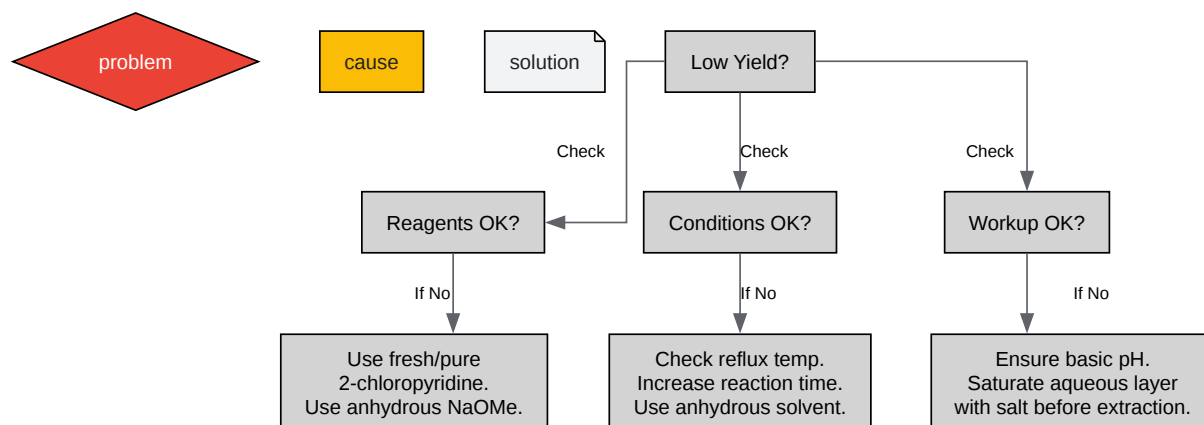 problem
cause
solution
Low Yield?
Check
Check
Check
Reagents OK?
Conditions OK?
Workup OK?
If No
If No
If No
Use fresh/pure
2-chloropyridine.
Use anhydrous NaOMe.
Check reflux temp.
Increase reaction time.
Use anhydrous solvent.
Ensure basic pH.
Saturate aqueous layer
with salt before extraction.